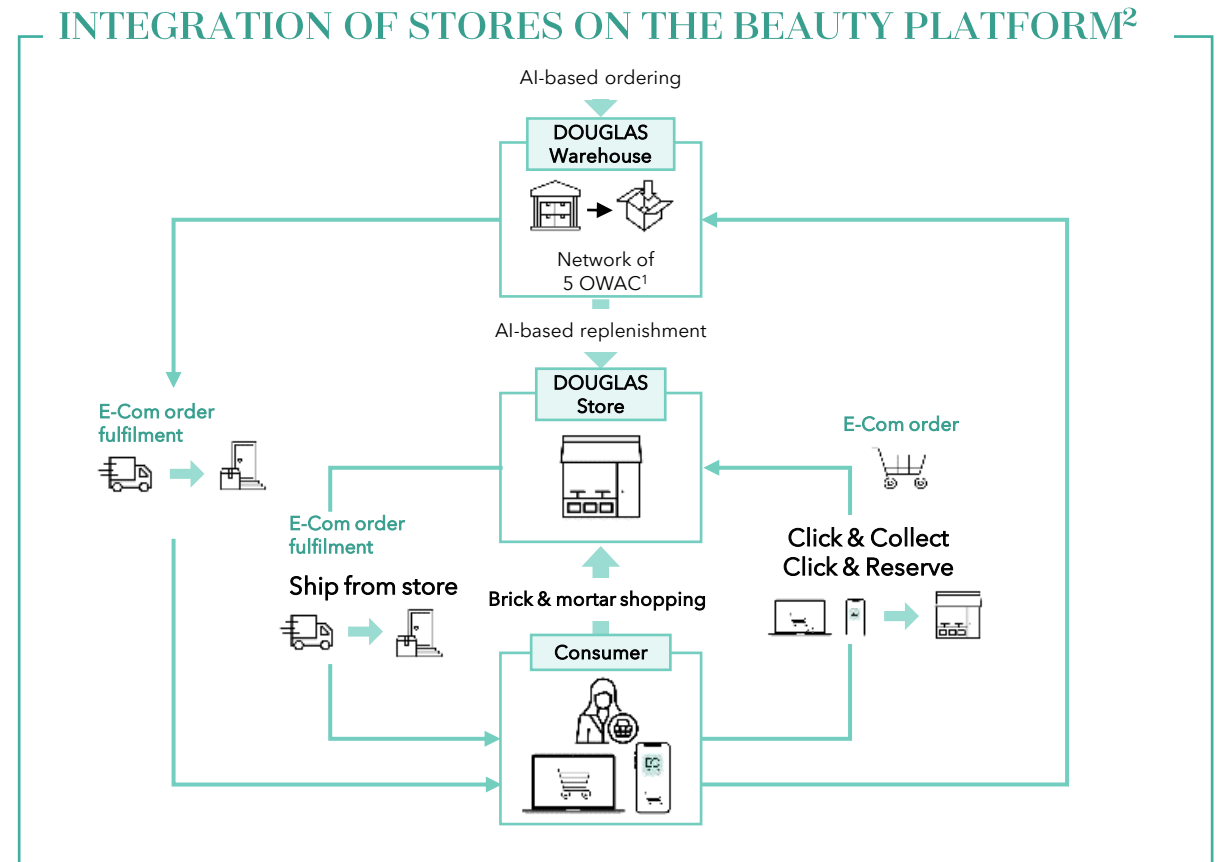 INTEGRATION OF STORES ON THE BEAUTY PLATFORM²
AI-based ordering
DOUGLAS
Warehouse
Network of
5 OWAC¹
AI-based replenishment
DOUGLAS
Store
E-Com order
fulfilment
E-Com order
E-Com order
fulfilment
Ship from store
Click & Collect
Click & Reserve
Brick & mortar shopping
Consumer